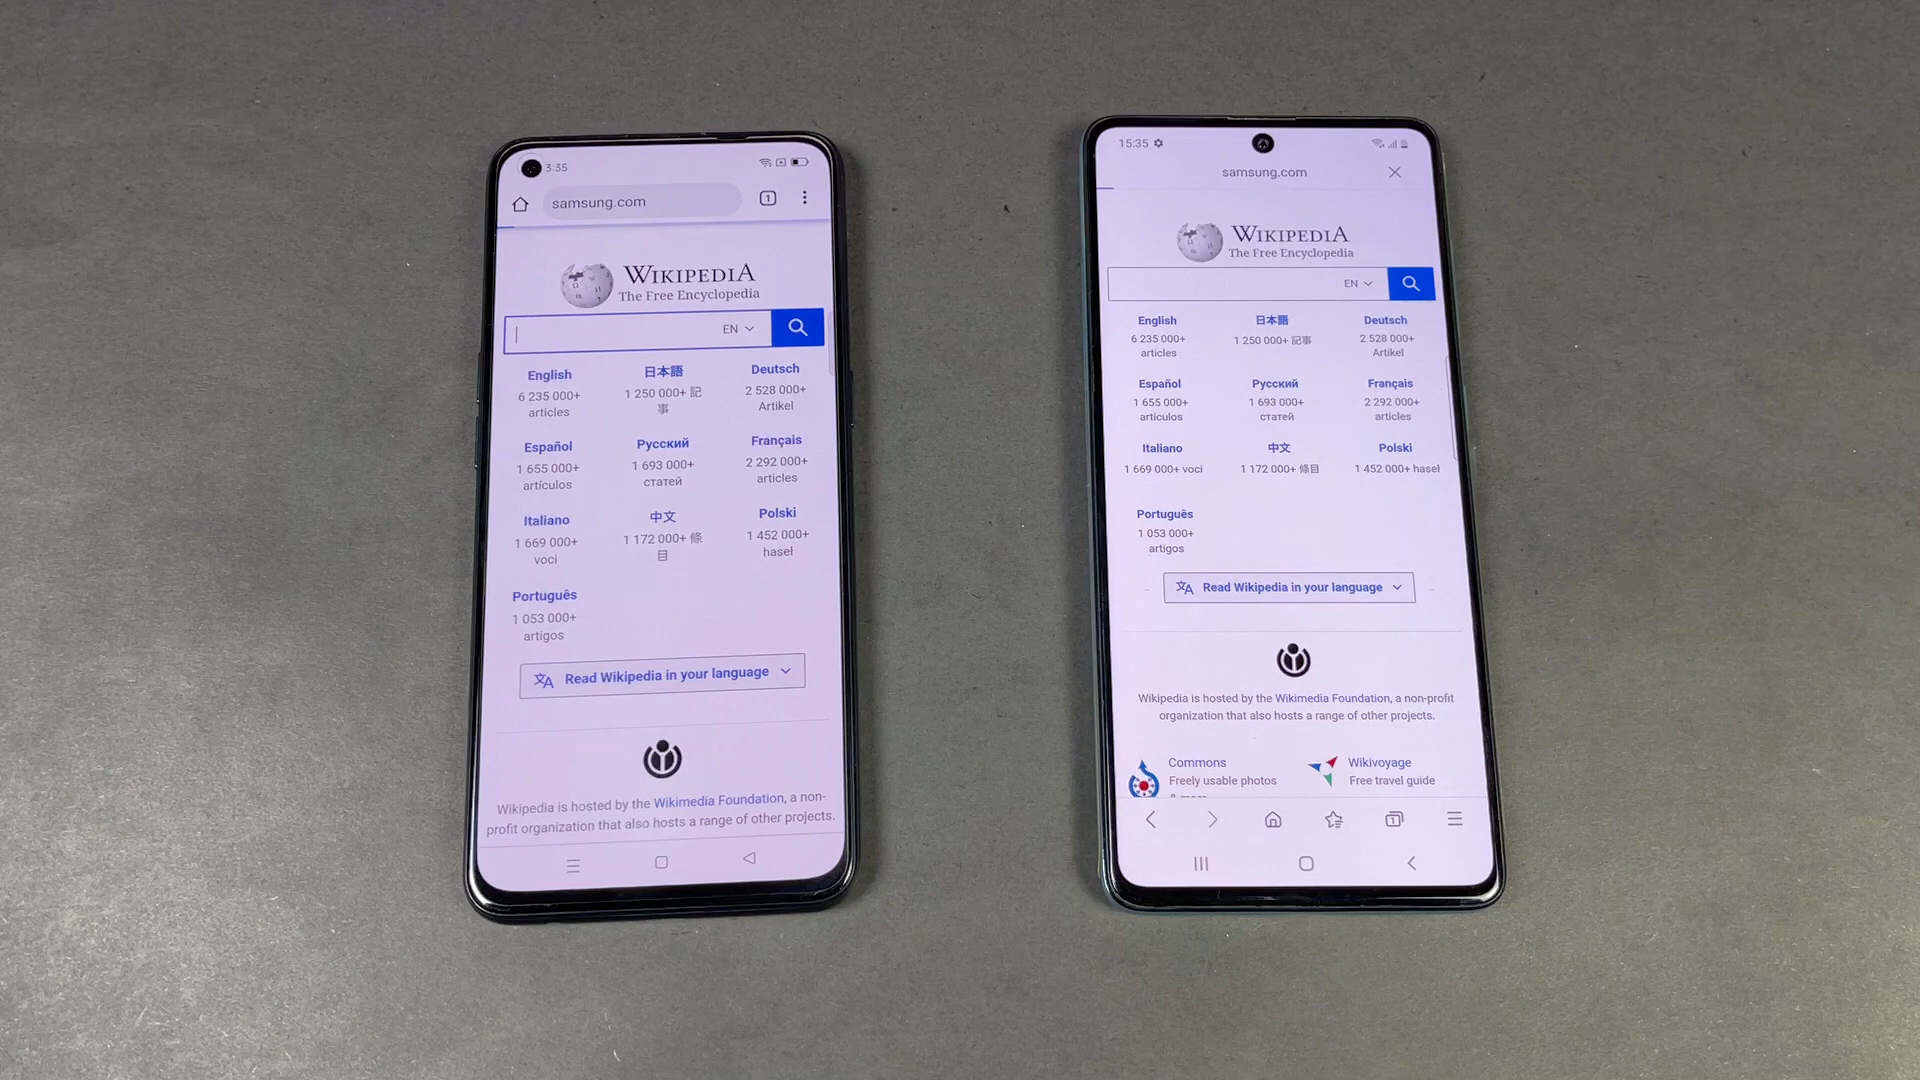 3:35
samsung.com
1
WIKIPEDIA
The Free Encyclopedia
EN
English
6 235 000+
articles
日本語
1 250 000+ 記
事
Deutsch
2 528 000+
Artikel
Español
1 655 000+
artículos
Русский
1 693 000+
статей
Français
2 292 000+
articles
Italiano
1 669 000+
voci
中文
1 172 000+ 條
目
Polski
1 452 000+
haseł
Português
1 053 000+
artigos
Read Wikipedia in your language
Wikipedia is hosted by the Wikimedia Foundation, a non-
profit organization that also hosts a range of other projects.
15:35
samsung.com
WIKIPEDIA
The Free Encyclopedia
EN
English
6 235 000+
articles
日本語
1 250 000+ 記事
Deutsch
2 528 000+
Artikel
Español
1 655 000+
artículos
Русский
1 693 000+
статей
Français
2 292 000+
articles
Italiano
1 669 000+ voci
中文
1 172 000+ 條目
Polski
1 452 000+ haseł
Português
1 053 000+
artigos
Read Wikipedia in your language
Wikipedia is hosted by the Wikimedia Foundation, a non-profit
organization that also hosts a range of other projects.
Commons
Freely usable photos
Wikivoyage
Free travel guide
1